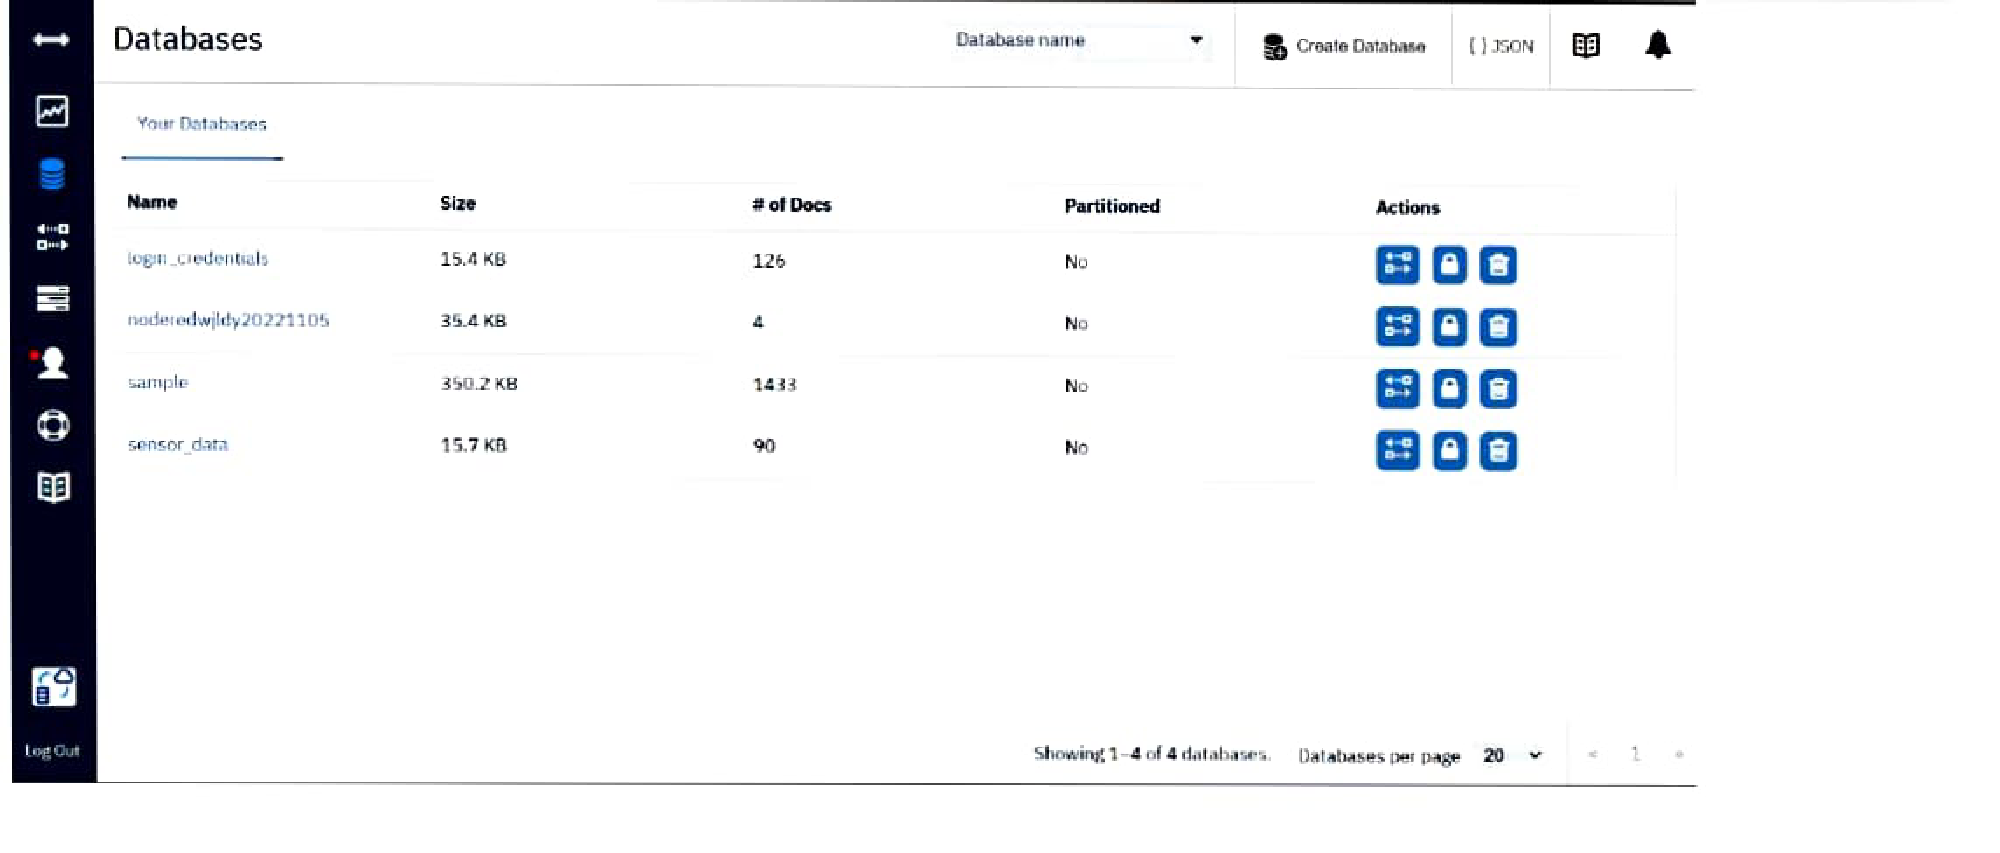 Databases
Database name
Create Database
{ } JSON
Your Databases
Name Size # of Docs Partitioned Actions
login_credentials 15.4 KB 126 No
noderedwjldy20221105 35.4 KB 4 No
sample 350.2 KB 1433 No
sensor_data 15.7 KB 90 No
Log Out
Showing 1–4 of 4 databases. Databases per page 20 « 1 »